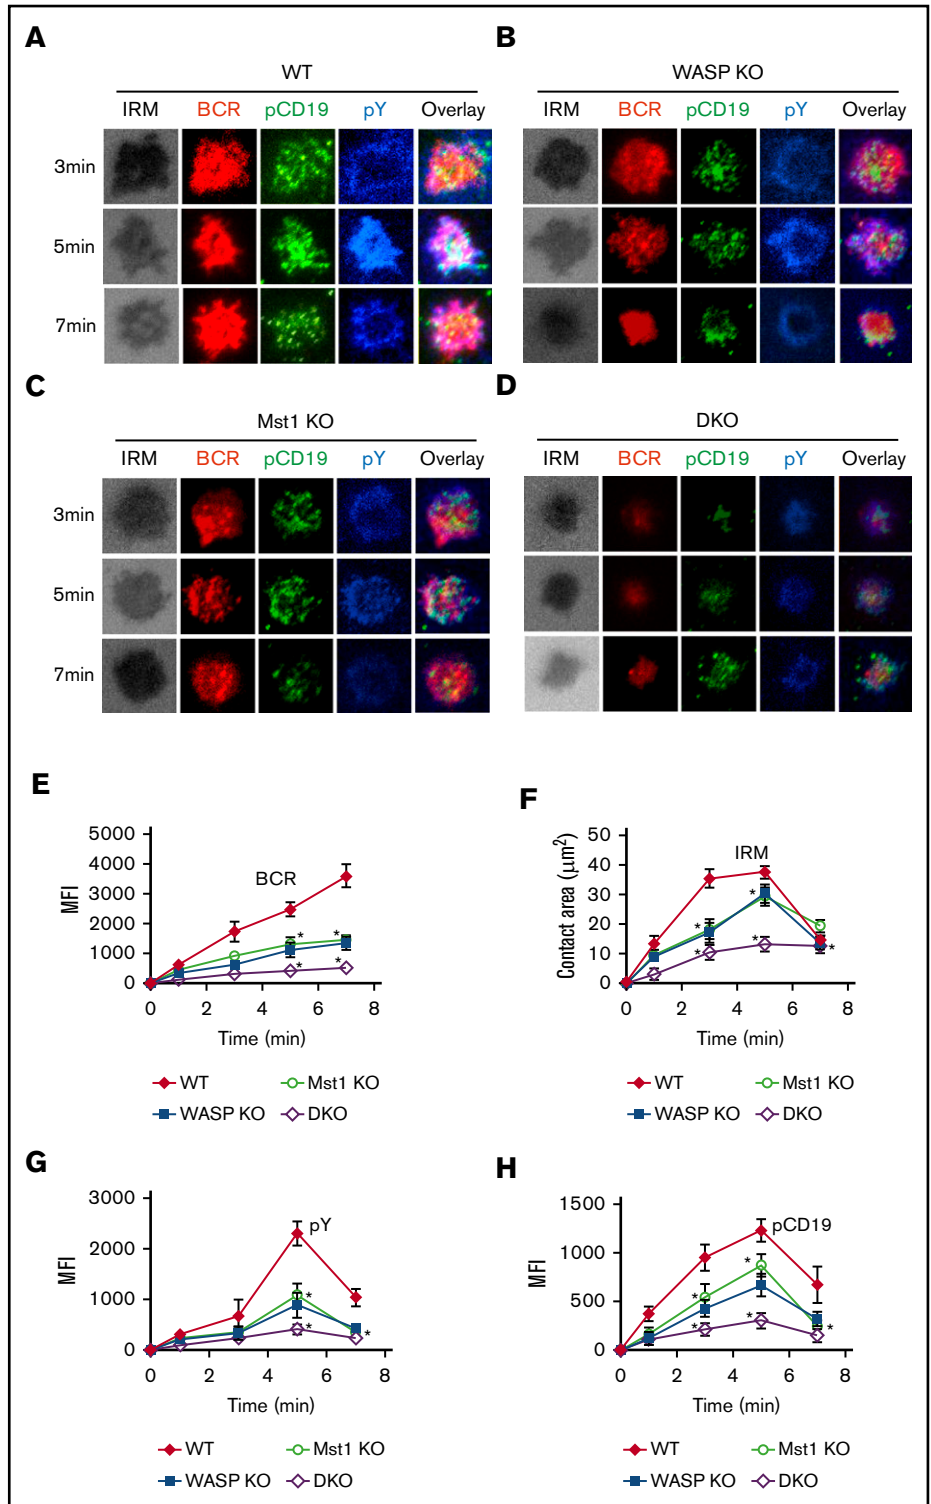 A
WT
IRM BCR pCD19 pY Overlay
3min
5min
7min
B
WASP KO
IRM BCR pCD19 pY Overlay
C
Mst1 KO
IRM BCR pCD19 pY Overlay
3min
5min
7min
D
DKO
IRM BCR pCD19 pY Overlay
E
5000
4000
3000
2000
1000
0
MFI
BCR
* *
* *
0 2 4 6 8
Time (min)
WT Mst1 KO
WASP KO DKO
F
50
40
30
20
10
0
Contact area (µm²)
IRM
* *
* * *
0 2 4 6 8
Time (min)
WT Mst1 KO
WASP KO DKO
G
3000
2000
1000
0
MFI
pY
*
* *
0 2 4 6 8
Time (min)
WT Mst1 KO
WASP KO DKO
H
1500
1000
500
0
MFI
pCD19
* *
* * *
0 2 4 6 8
Time (min)
WT Mst1 KO
WASP KO DKO